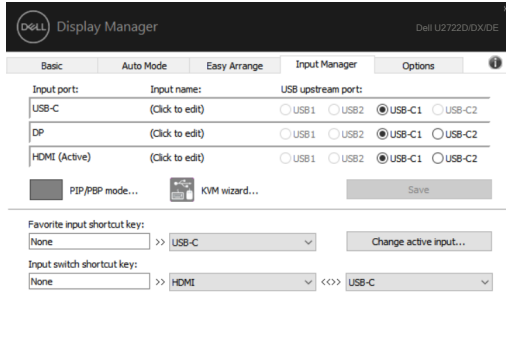 DELL Display Manager
Dell U2722D/DX/DE
Basic Auto Mode Easy Arrange Input Manager Options
Input port: Input name: USB upstream port:
USB-C (Click to edit) USB1 USB2 USB-C1 USB-C2
DP (Click to edit) USB1 USB2 USB-C1 USB-C2
HDMI (Active) (Click to edit) USB1 USB2 USB-C1 USB-C2
PIP/PBP mode... KVM wizard... Save
Favorite input shortcut key:
None >> USB-C Change active input...
Input switch shortcut key:
None >> HDMI <<>> USB-C